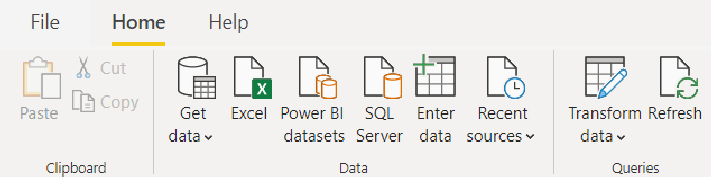 File Home Help
Paste Cut
Copy
Get data Excel Power BI datasets SQL Server Enter data Recent sources Transform data Refresh
Clipboard Data Queries